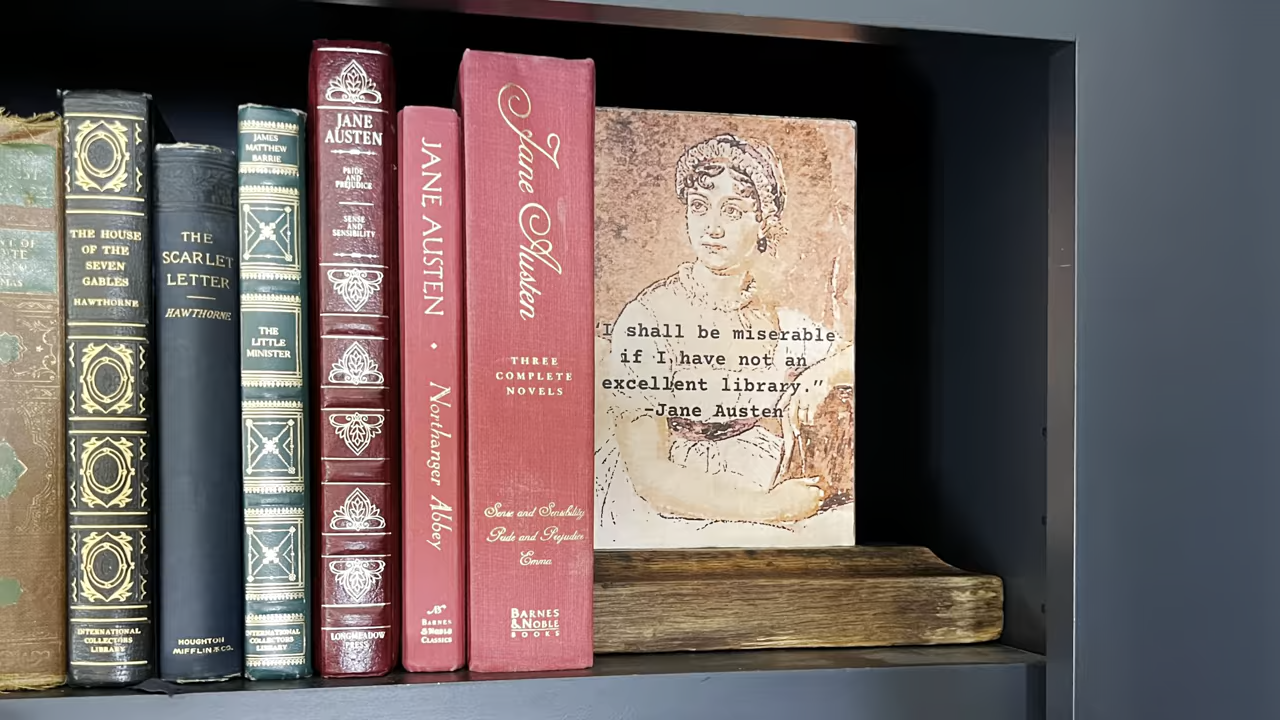 THE HOUSE
OF THE
SEVEN
GABLES
HAWTHORNE
INTERNATIONAL
COLLECTORS
LIBRARY
THE
SCARLET
LETTER
HAWTHORNE
HOUGHTON
MIFFLIN & CO.
JAMES
MATTHEW
BARRIE
THE
LITTLE
MINISTER
INTERNATIONAL
COLLECTORS
LIBRARY
JANE
AUSTEN
PRIDE
AND
PREJUDICE
SENSE
AND
SENSIBILITY
LONGMEADOW
PRESS
JANE AUSTEN • Northanger Abbey
BARNES
& NOBLE
CLASSICS
Jane Austen
THREE
COMPLETE
NOVELS
Sense and Sensibility
Pride and Prejudice
Emma
BARNES
& NOBLE
BOOKS
"I shall be miserable
if I have not an
excellent library."
-Jane Austen